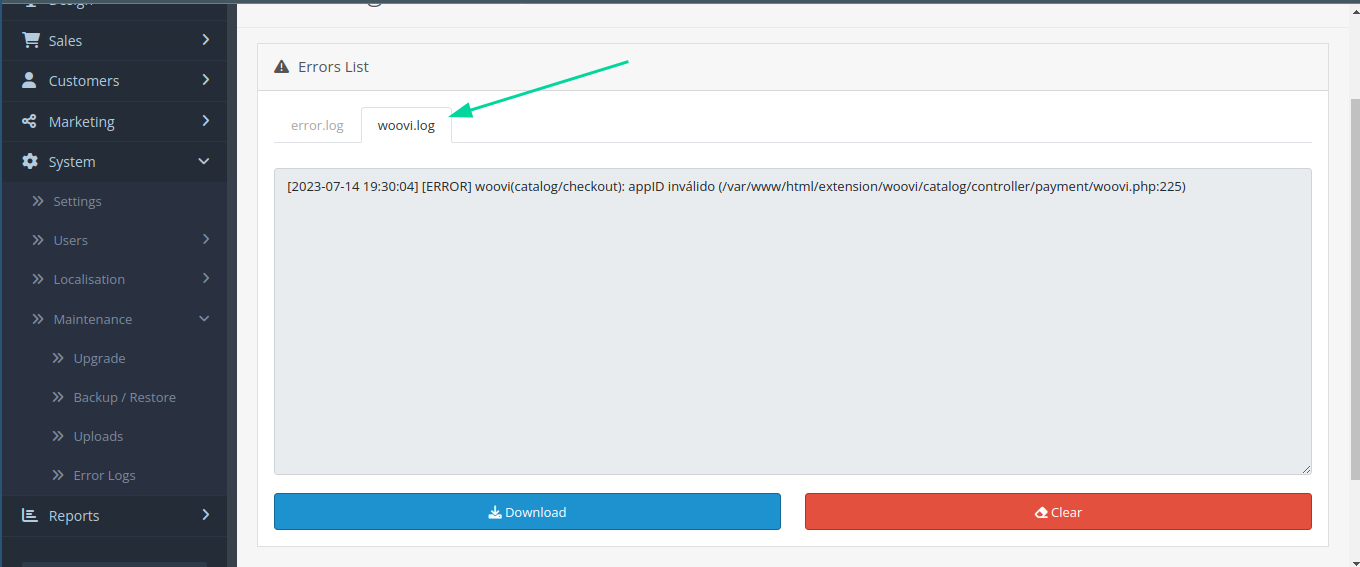 Design
Sales
Customers
Marketing
System
Settings
Users
Localisation
Maintenance
Upgrade
Backup / Restore
Uploads
Error Logs
Reports
Errors List
error.log
woovi.log
[2023-07-14 19:30:04] [ERROR] woovi(catalog/checkout): appID inválido (/var/www/html/extension/woovi/catalog/controller/payment/woovi.php:225)
Download
Clear